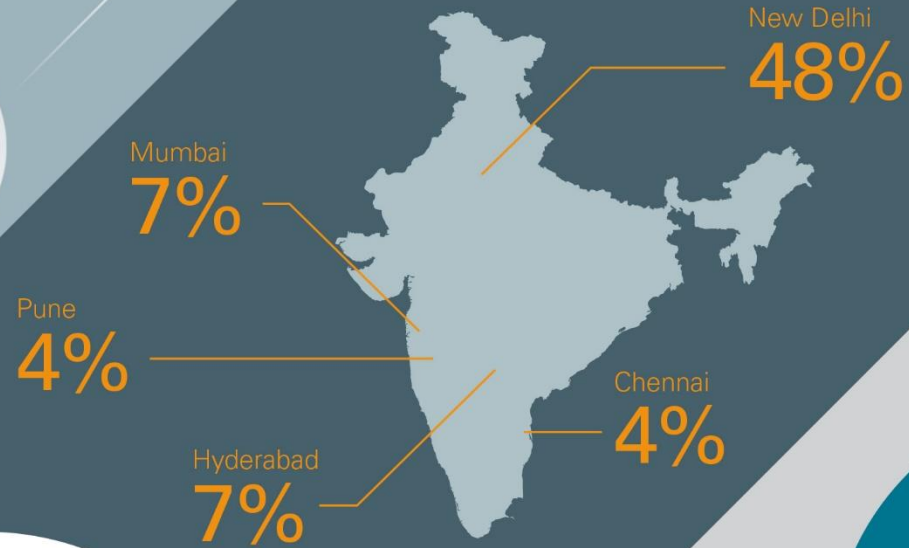 New Delhi
48%
Mumbai
7%
Pune
4%
Chennai
4%
Hyderabad
7%